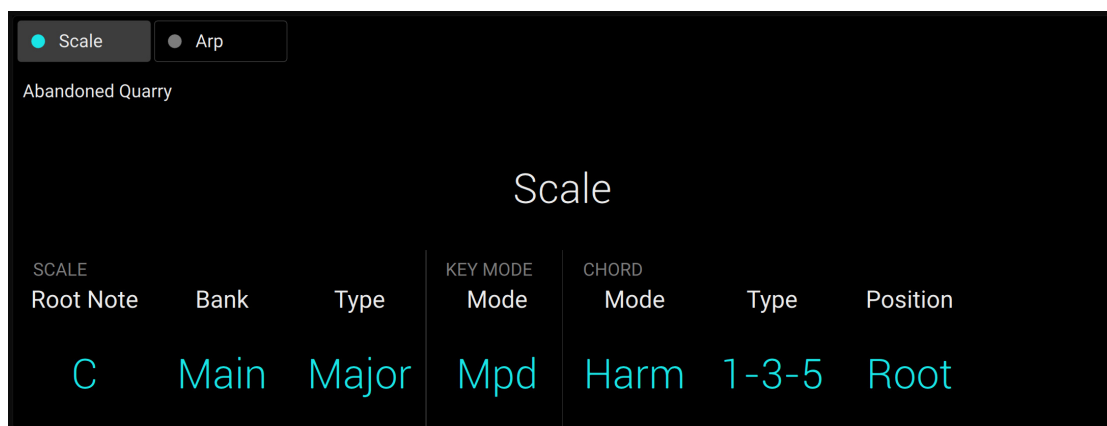 Scale Arp
Abandoned Quarry
Scale
SCALE KEY MODE CHORD
Root Note Bank Type Mode Mode Type Position
C Main Major Mpd Harm 1-3-5 Root